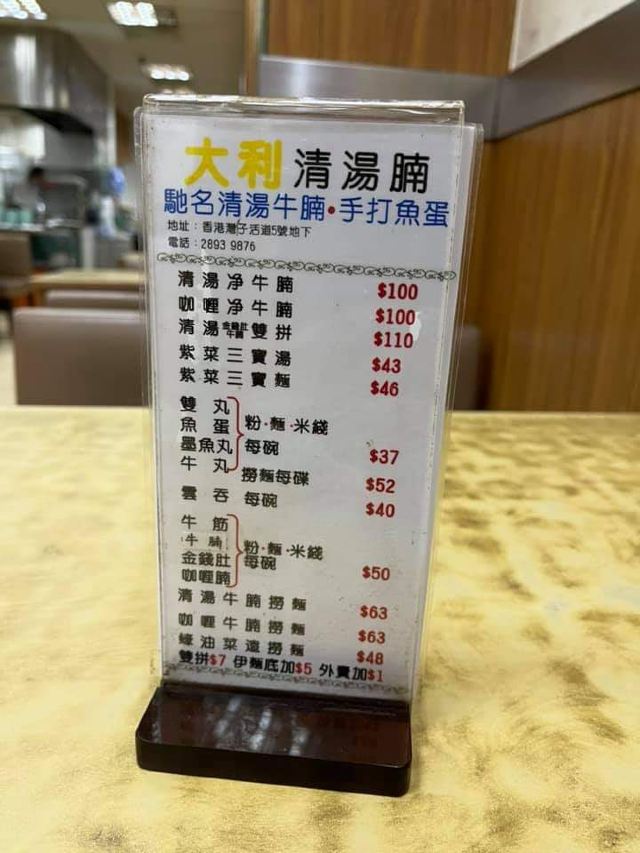 大利清湯腩
馳名清湯牛腩•手打魚蛋
地址：香港灣仔活道5號地下
電話：2893 9876
清湯净牛腩 $100
咖喱净牛腩 $100
清湯金錢肚牛腩雙拼 $110
紫菜三寶湯 $43
紫菜三寶麵 $46
雙丸
魚蛋 粉·麵·米綫
墨魚丸 每碗 $37
牛丸
撈麵每碟 $52
雲吞 每碗 $40
牛筋
牛腩 粉·麵·米綫
金錢肚 每碗
咖喱腩 $50
清湯牛腩撈麵 $63
咖喱牛腩撈麵 $63
蠔油菜遠撈麵 $48
雙拼$7 伊麵底加$5 外賣加$1